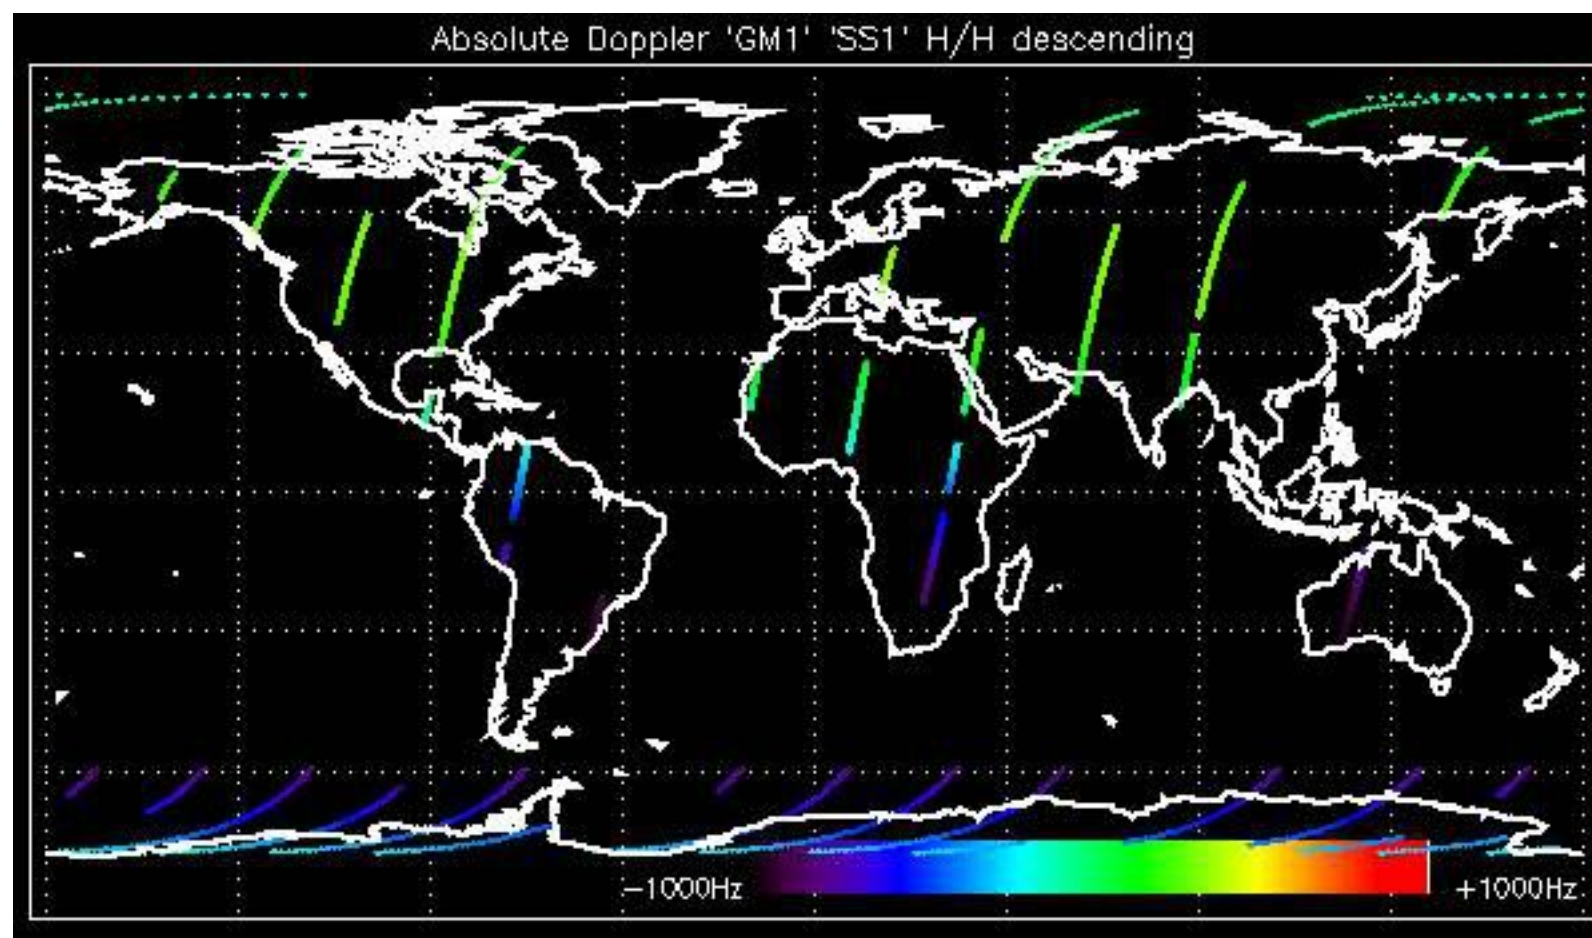 Absolute Doppler 'GM1' 'SS1' H/H descending
−1000Hz
+1000Hz